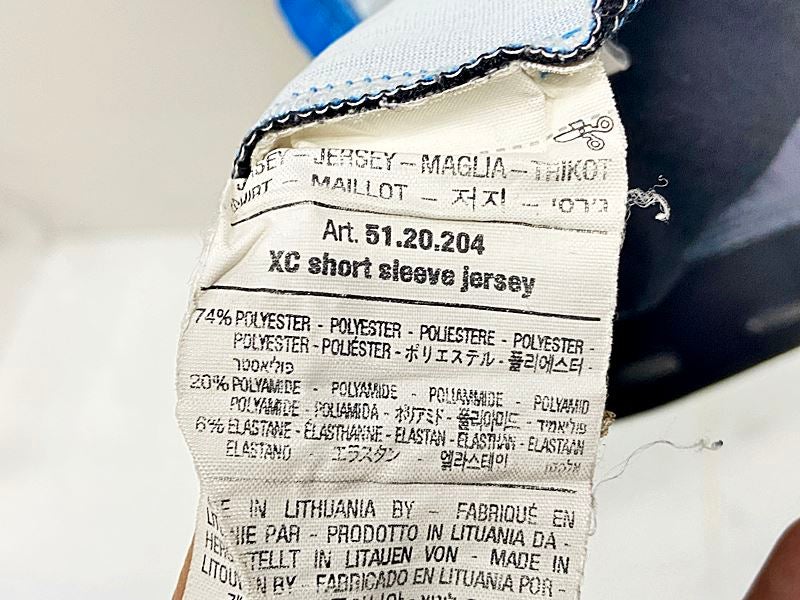 JERSEY - MAGLIA - TRIKOT
MAILLOT - 저지 -
Art. 51.20.204
XC short sleeve jersey
74% POLYESTER - POLYESTER - POLIESTERE - POLYESTER -
POLYESTER - POLIÉSTER - ポリエステル - 폴리에스터 -
פוליאסטר
20% POLYAMIDE - POLYAMIDE - POLIAMMIDE - POLYAMID
POLYAMIDE - POLIAMIDA - ポリアミド - 폴리아미드 - פוליאמיד
6% ELASTANE - ÉLASTHANNE - ELASTAN - ELASTHAN - ELASTAAN
ELASTANO - エラスタン - 엘라스테인
IN LITHUANIA BY - FABRIQUÉ EN
PAR - PRODOTTO IN LITUANIA DA -
IN LITAUEN VON - MADE IN
BY - FABRICADO EN LITUANIA POR -